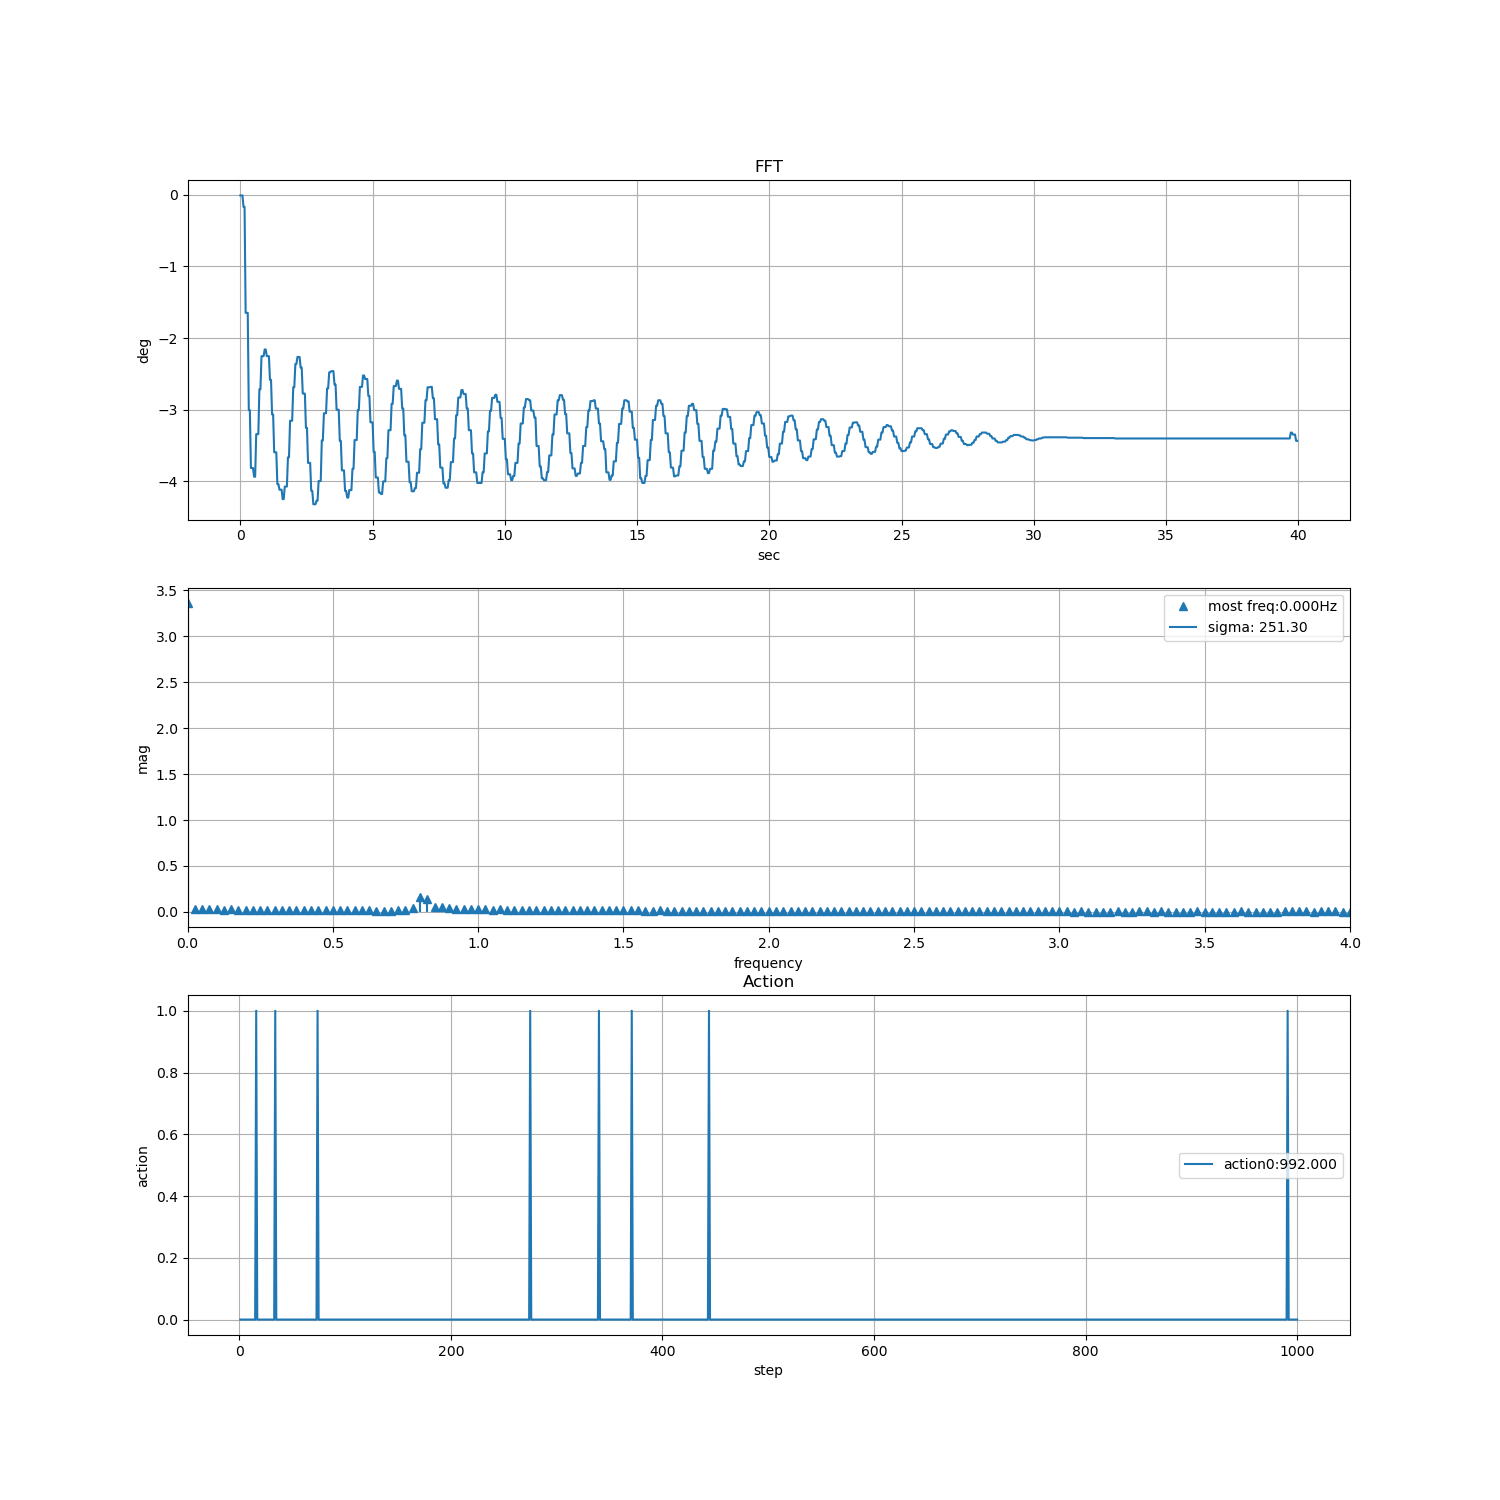 FFT
0
−1
−2
−3
−4
deg
0 5 10 15 20 25 30 35 40
sec
3.5
3.0
2.5
2.0
1.5
1.0
0.5
0.0
mag
most freq:0.000Hz
sigma: 251.30
0.0 0.5 1.0 1.5 2.0 2.5 3.0 3.5 4.0
frequency
Action
1.0
0.8
0.6
0.4
0.2
0.0
action
action0:992.000
0 200 400 600 800 1000
step